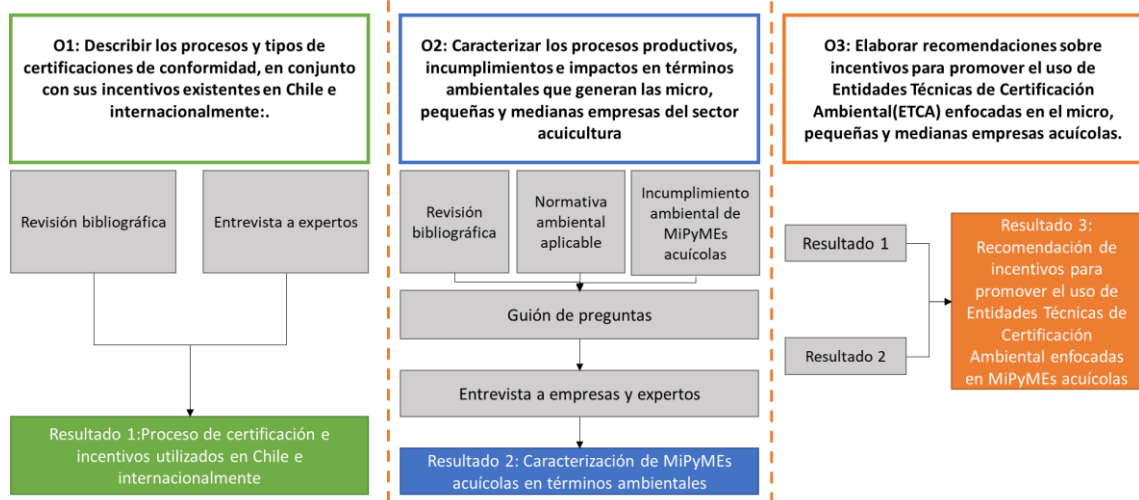 O1: Describir los procesos y tipos de
certificaciones de conformidad, en conjunto
con sus incentivos existentes en Chile e
internacionalmente:.
Revisión bibliográfica
Entrevista a expertos
Resultado 1:Proceso de certificación e
incentivos utilizados en Chile e
internacionalmente
O2: Caracterizar los procesos productivos,
incumplimientos e impactos en términos
ambientales que generan las micro,
pequeñas y medianas empresas del sector
acuicultura
Revisión
bibliográfica
Normativa
ambiental
aplicable
Incumplimiento
ambiental de
MiPyMEs
acuícolas
Guión de preguntas
Entrevista a empresas y expertos
Resultado 2: Caracterización de MiPyMEs
acuícolas en términos ambientales
O3: Elaborar recomendaciones sobre
incentivos para promover el uso de
Entidades Técnicas de Certificación
Ambiental(ETCA) enfocadas en el micro,
pequeñas y medianas empresas acuícolas.
Resultado 1
Resultado 2
Resultado 3:
Recomendación de
incentivos para
promover el uso de
Entidades Técnicas de
Certificación
Ambiental enfocadas
en MiPyMEs acuícolas